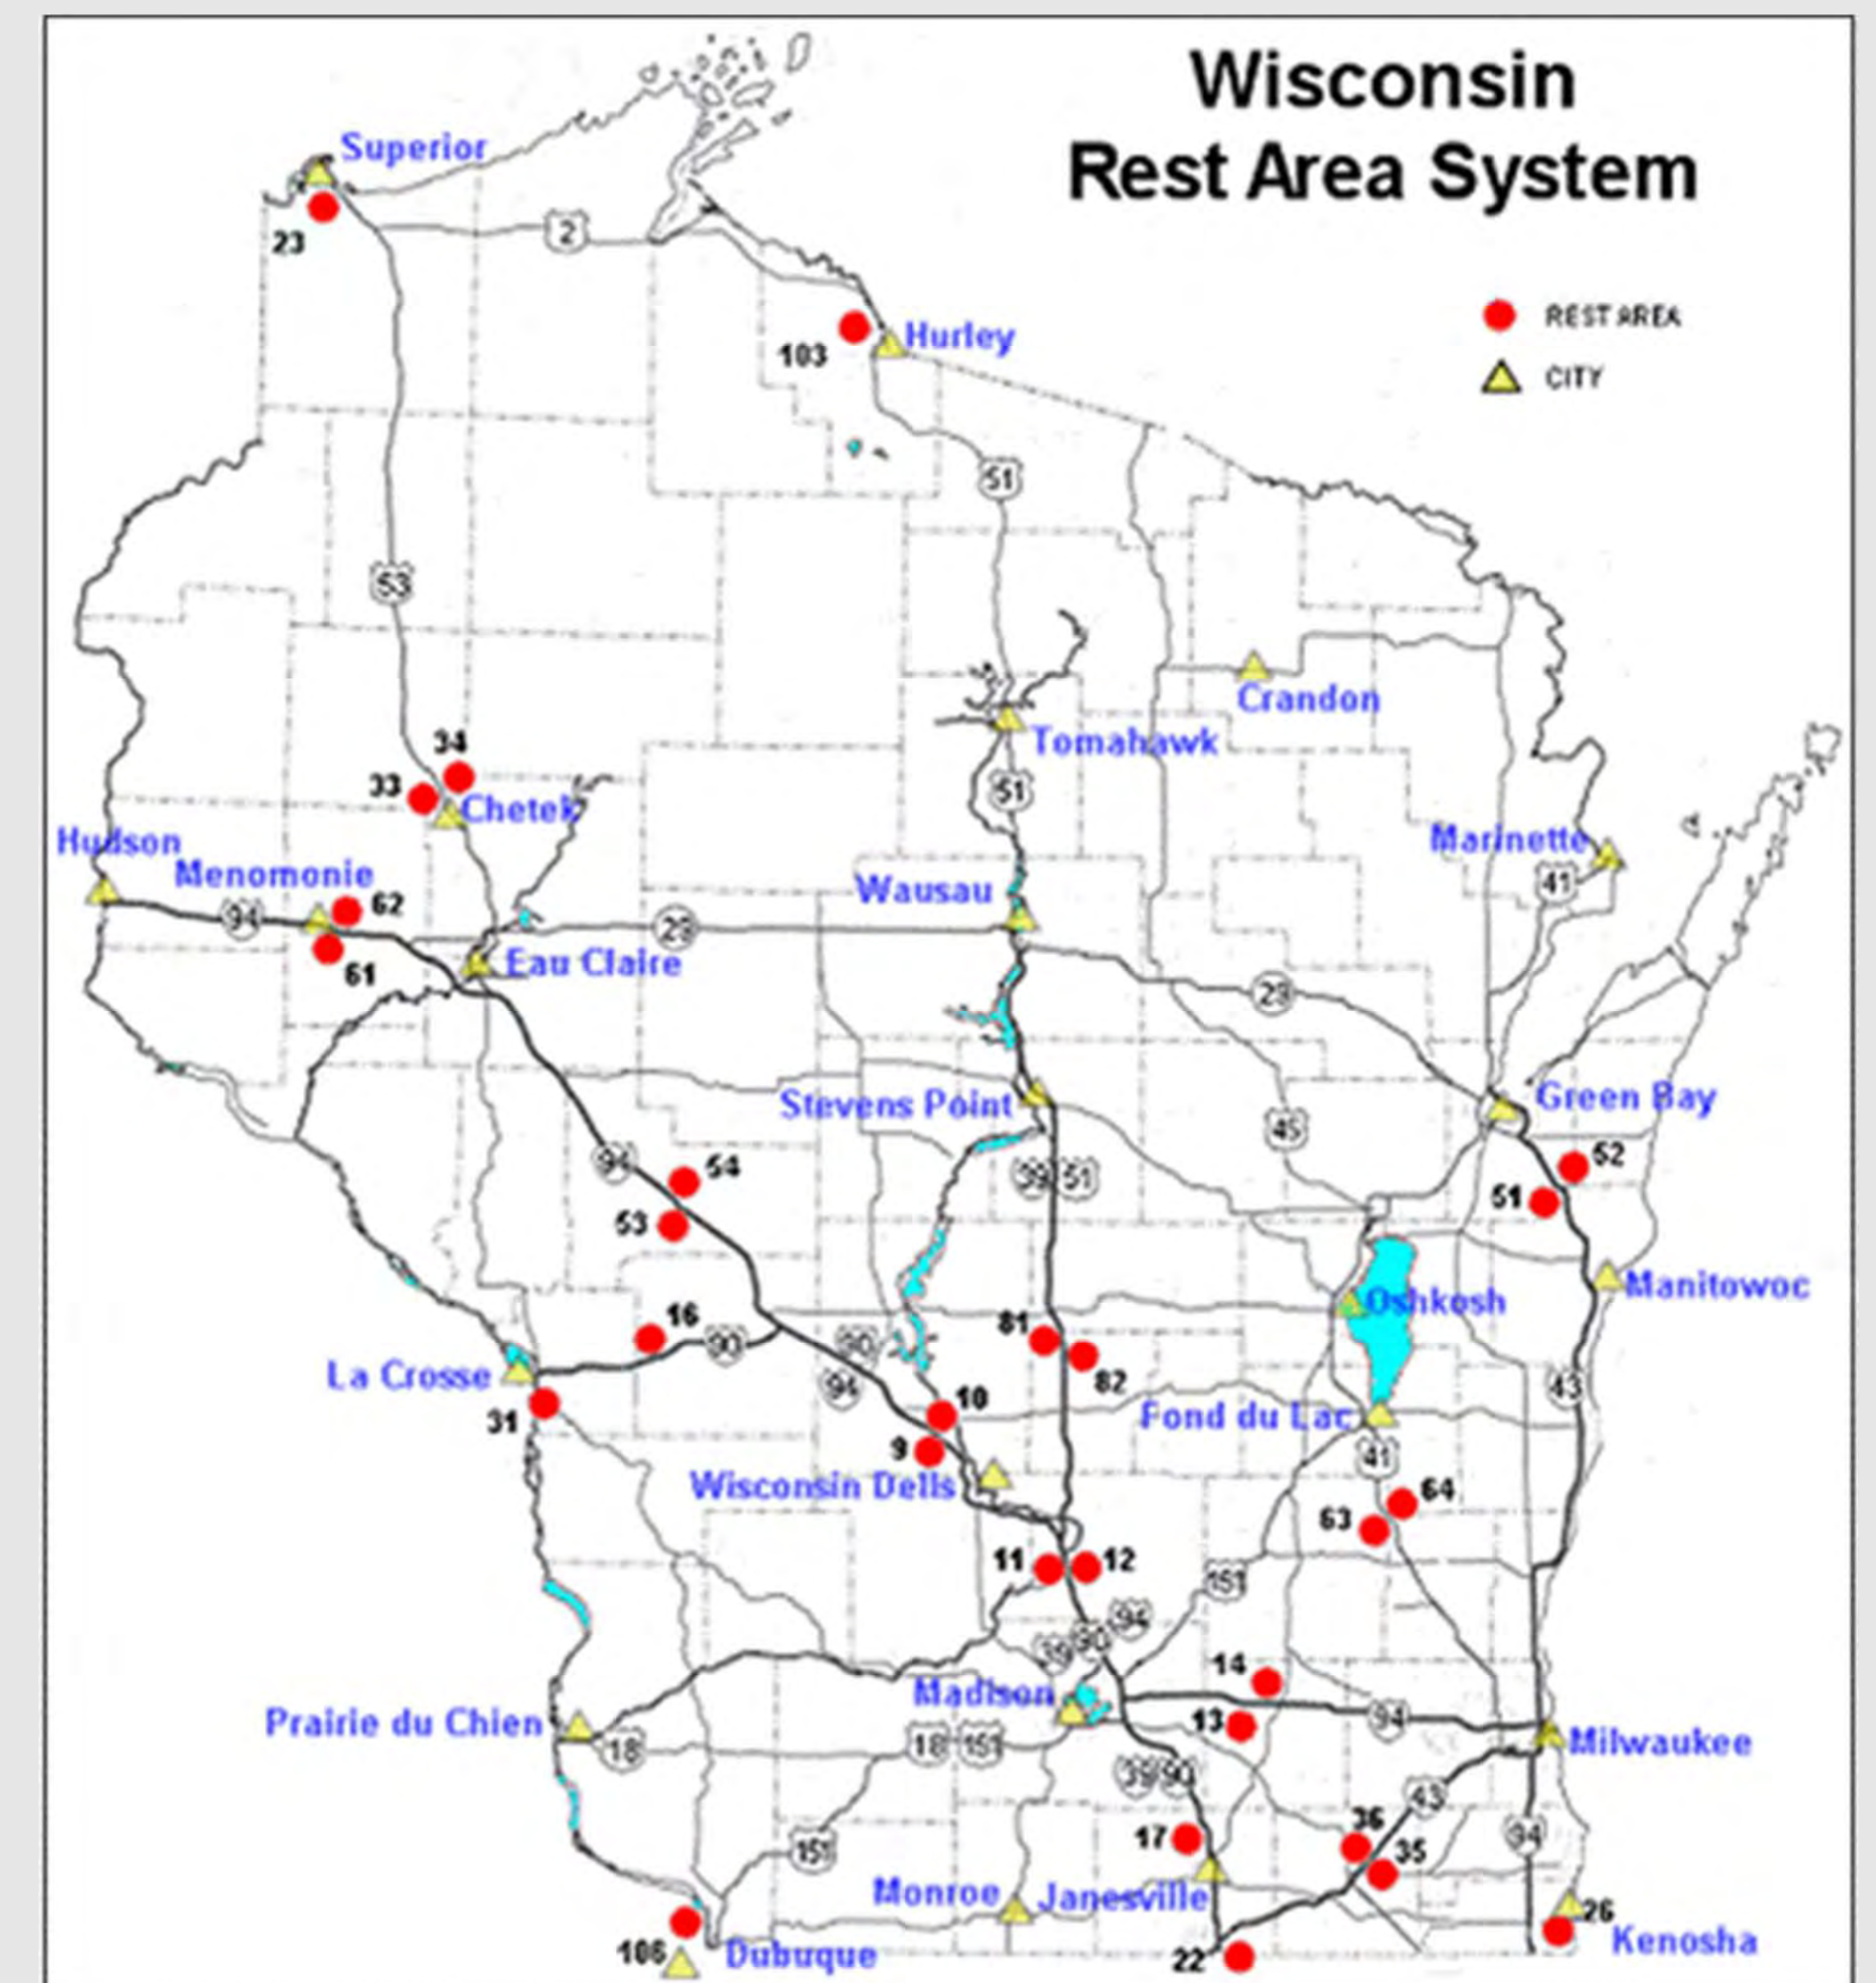 Wisconsin
Rest Area System
REST AREA
CITY
Superior
23
2
103
Hurley
51
53
Crandon
Tomahawk
34
33
Chetek
51
Hudson
Menomonie
62
94
61
Marinette
41
Wausau
29
Eau Claire
29
Stevens Point
Green Bay
45
94
54
39 51
52
51
53
Manitowoc
Oshkosh
16
90
90
81
82
94
La Crosse
31
43
10
9
Fond du Lac
41
Wisconsin Dells
64
63
11
12
151
94
39 90
14
Madison
13
94
Prairie du Chien
18
18 151
Milwaukee
39 90
43
36
17
35
94
151
Monroe
Janesville
26
106
Dubuque
22
Kenosha